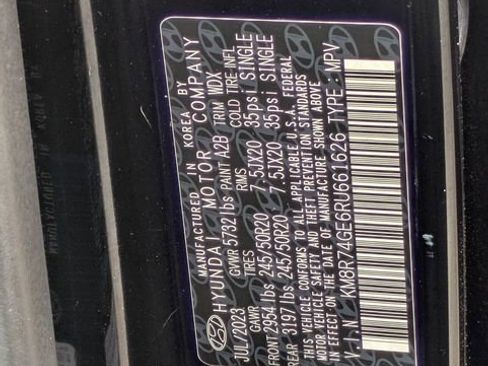 MANUFACTURED IN KOREA BY
HYUNDAI MOTOR COMPANY
JUL/2023 GVWR 5732 lbs PAINT A2B TRIM WDX
GAWR TIRES RIMS COLD TIRE-INFL
FRONT 2954 lbs 245/50R20 7.5JX20 35psi SINGLE
REAR 3197 lbs 245/50R20 7.5JX20 35psi SINGLE
THIS VEHICLE CONFORMS TO ALL APPLICABLE U.S.A. FEDERAL
MOTOR VEHICLE SAFETY AND THEFT PREVENTION STANDARDS
IN EFFECT ON THE DATE OF MANUFACTURE SHOWN ABOVE
V·I·N: KM8R74GE6RU661626 TYPE: MPV